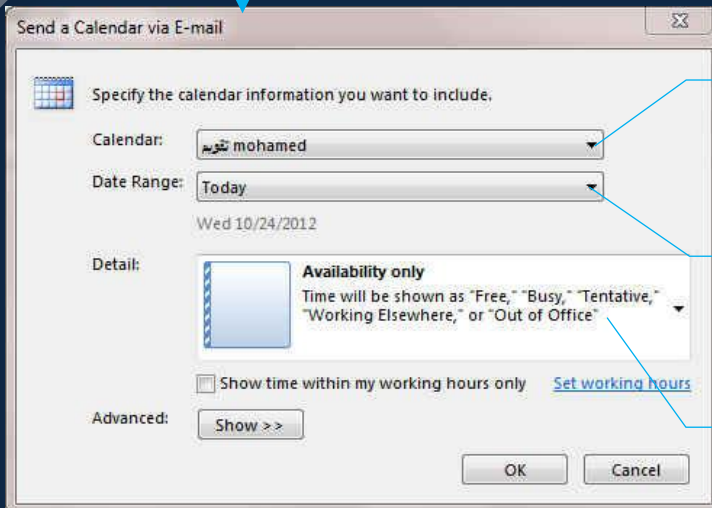 Send a Calendar via E-mail
Specify the calendar information you want to include.
Calendar: تقويم mohamed
Date Range: Today
Wed 10/24/2012
Detail: Availability only
Time will be shown as "Free," "Busy," "Tentative,"
"Working Elsewhere," or "Out of Office"
Show time within my working hours only Set working hours
Advanced: Show >>
OK Cancel